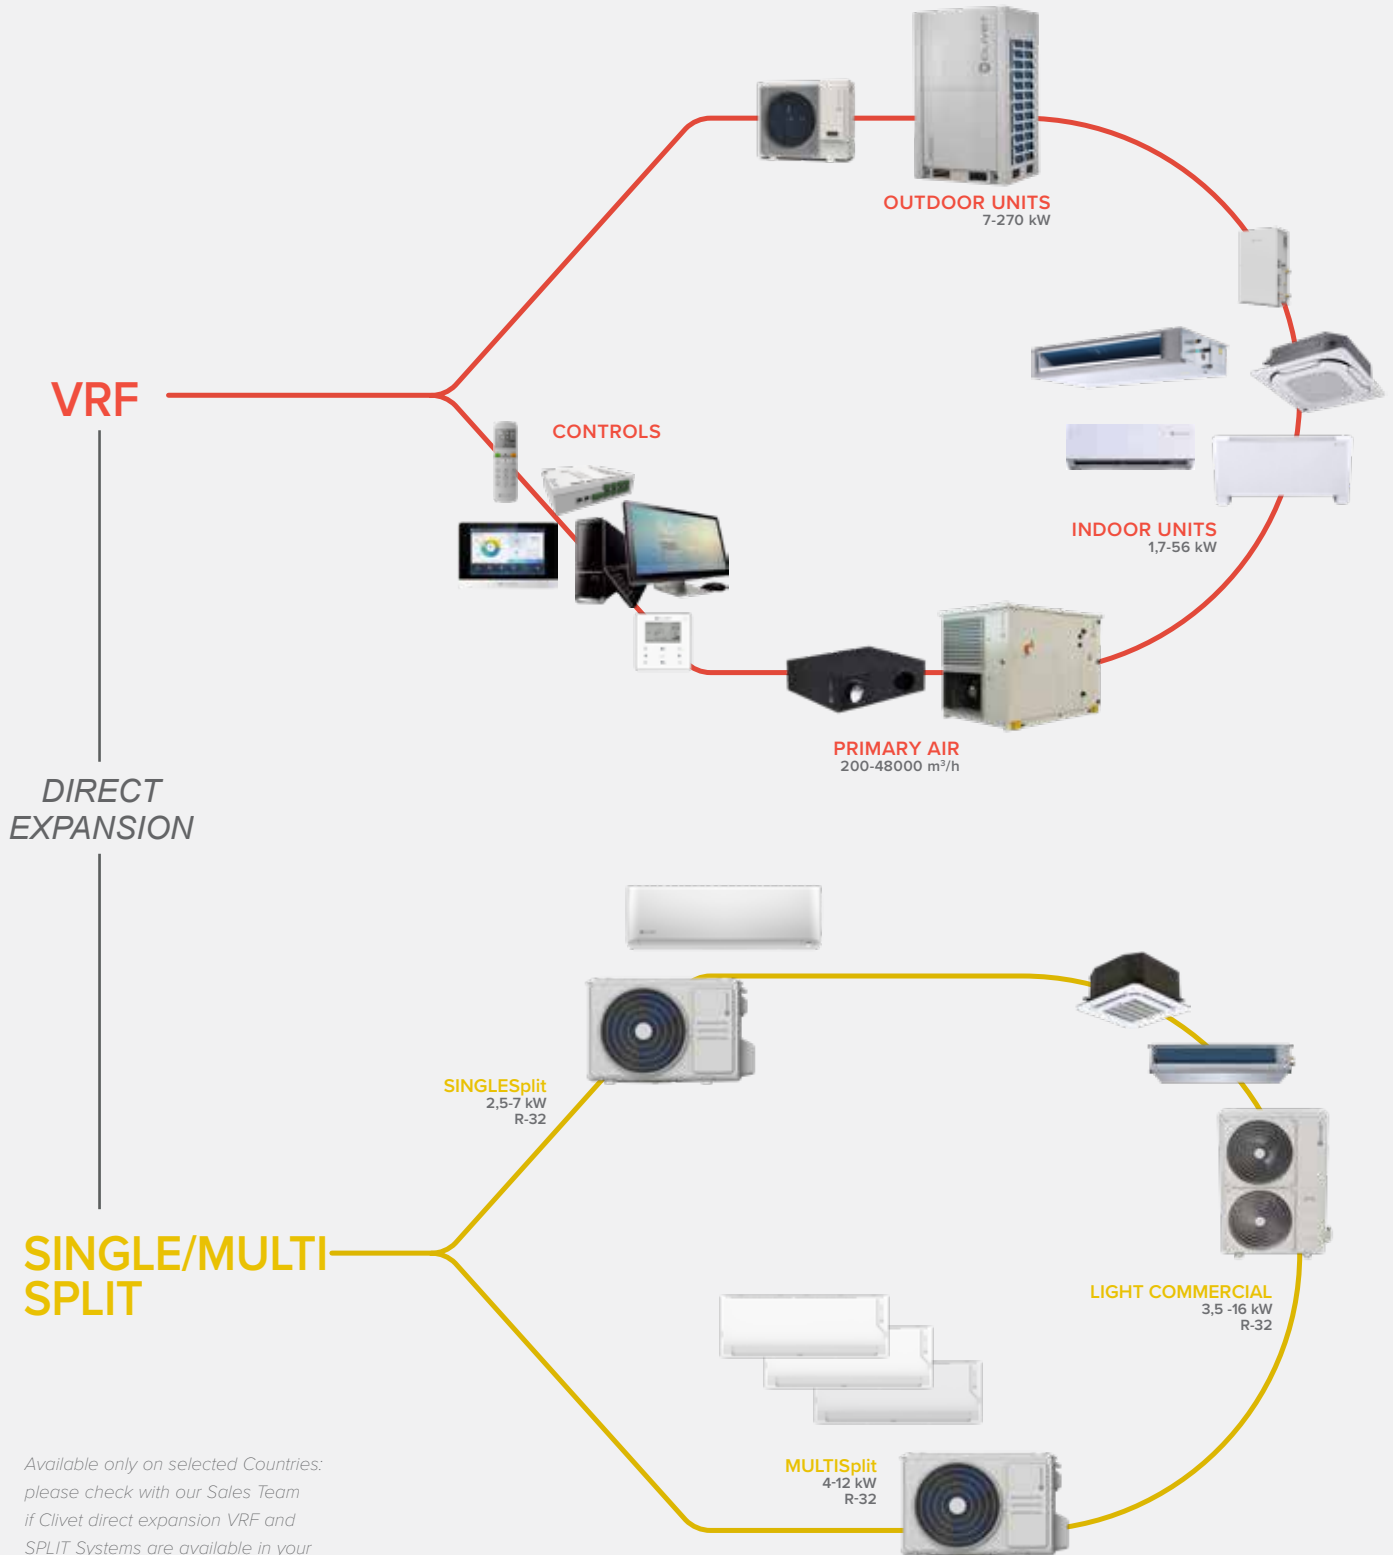 CLIVET
OUTDOOR UNITS
7-270 kW
VRF
CONTROLS
INDOOR UNITS
1,7-56 kW
PRIMARY AIR
200-48000 m³/h
DIRECT
EXPANSION
SINGLESplit
2,5-7 kW
R-32
SINGLE/MULTI
SPLIT
LIGHT COMMERCIAL
3,5 -16 kW
R-32
MULTISplit
4-12 kW
R-32
Available only on selected Countries:
please check with our Sales Team
if Clivet direct expansion VRF and
SPLIT Systems are available in your